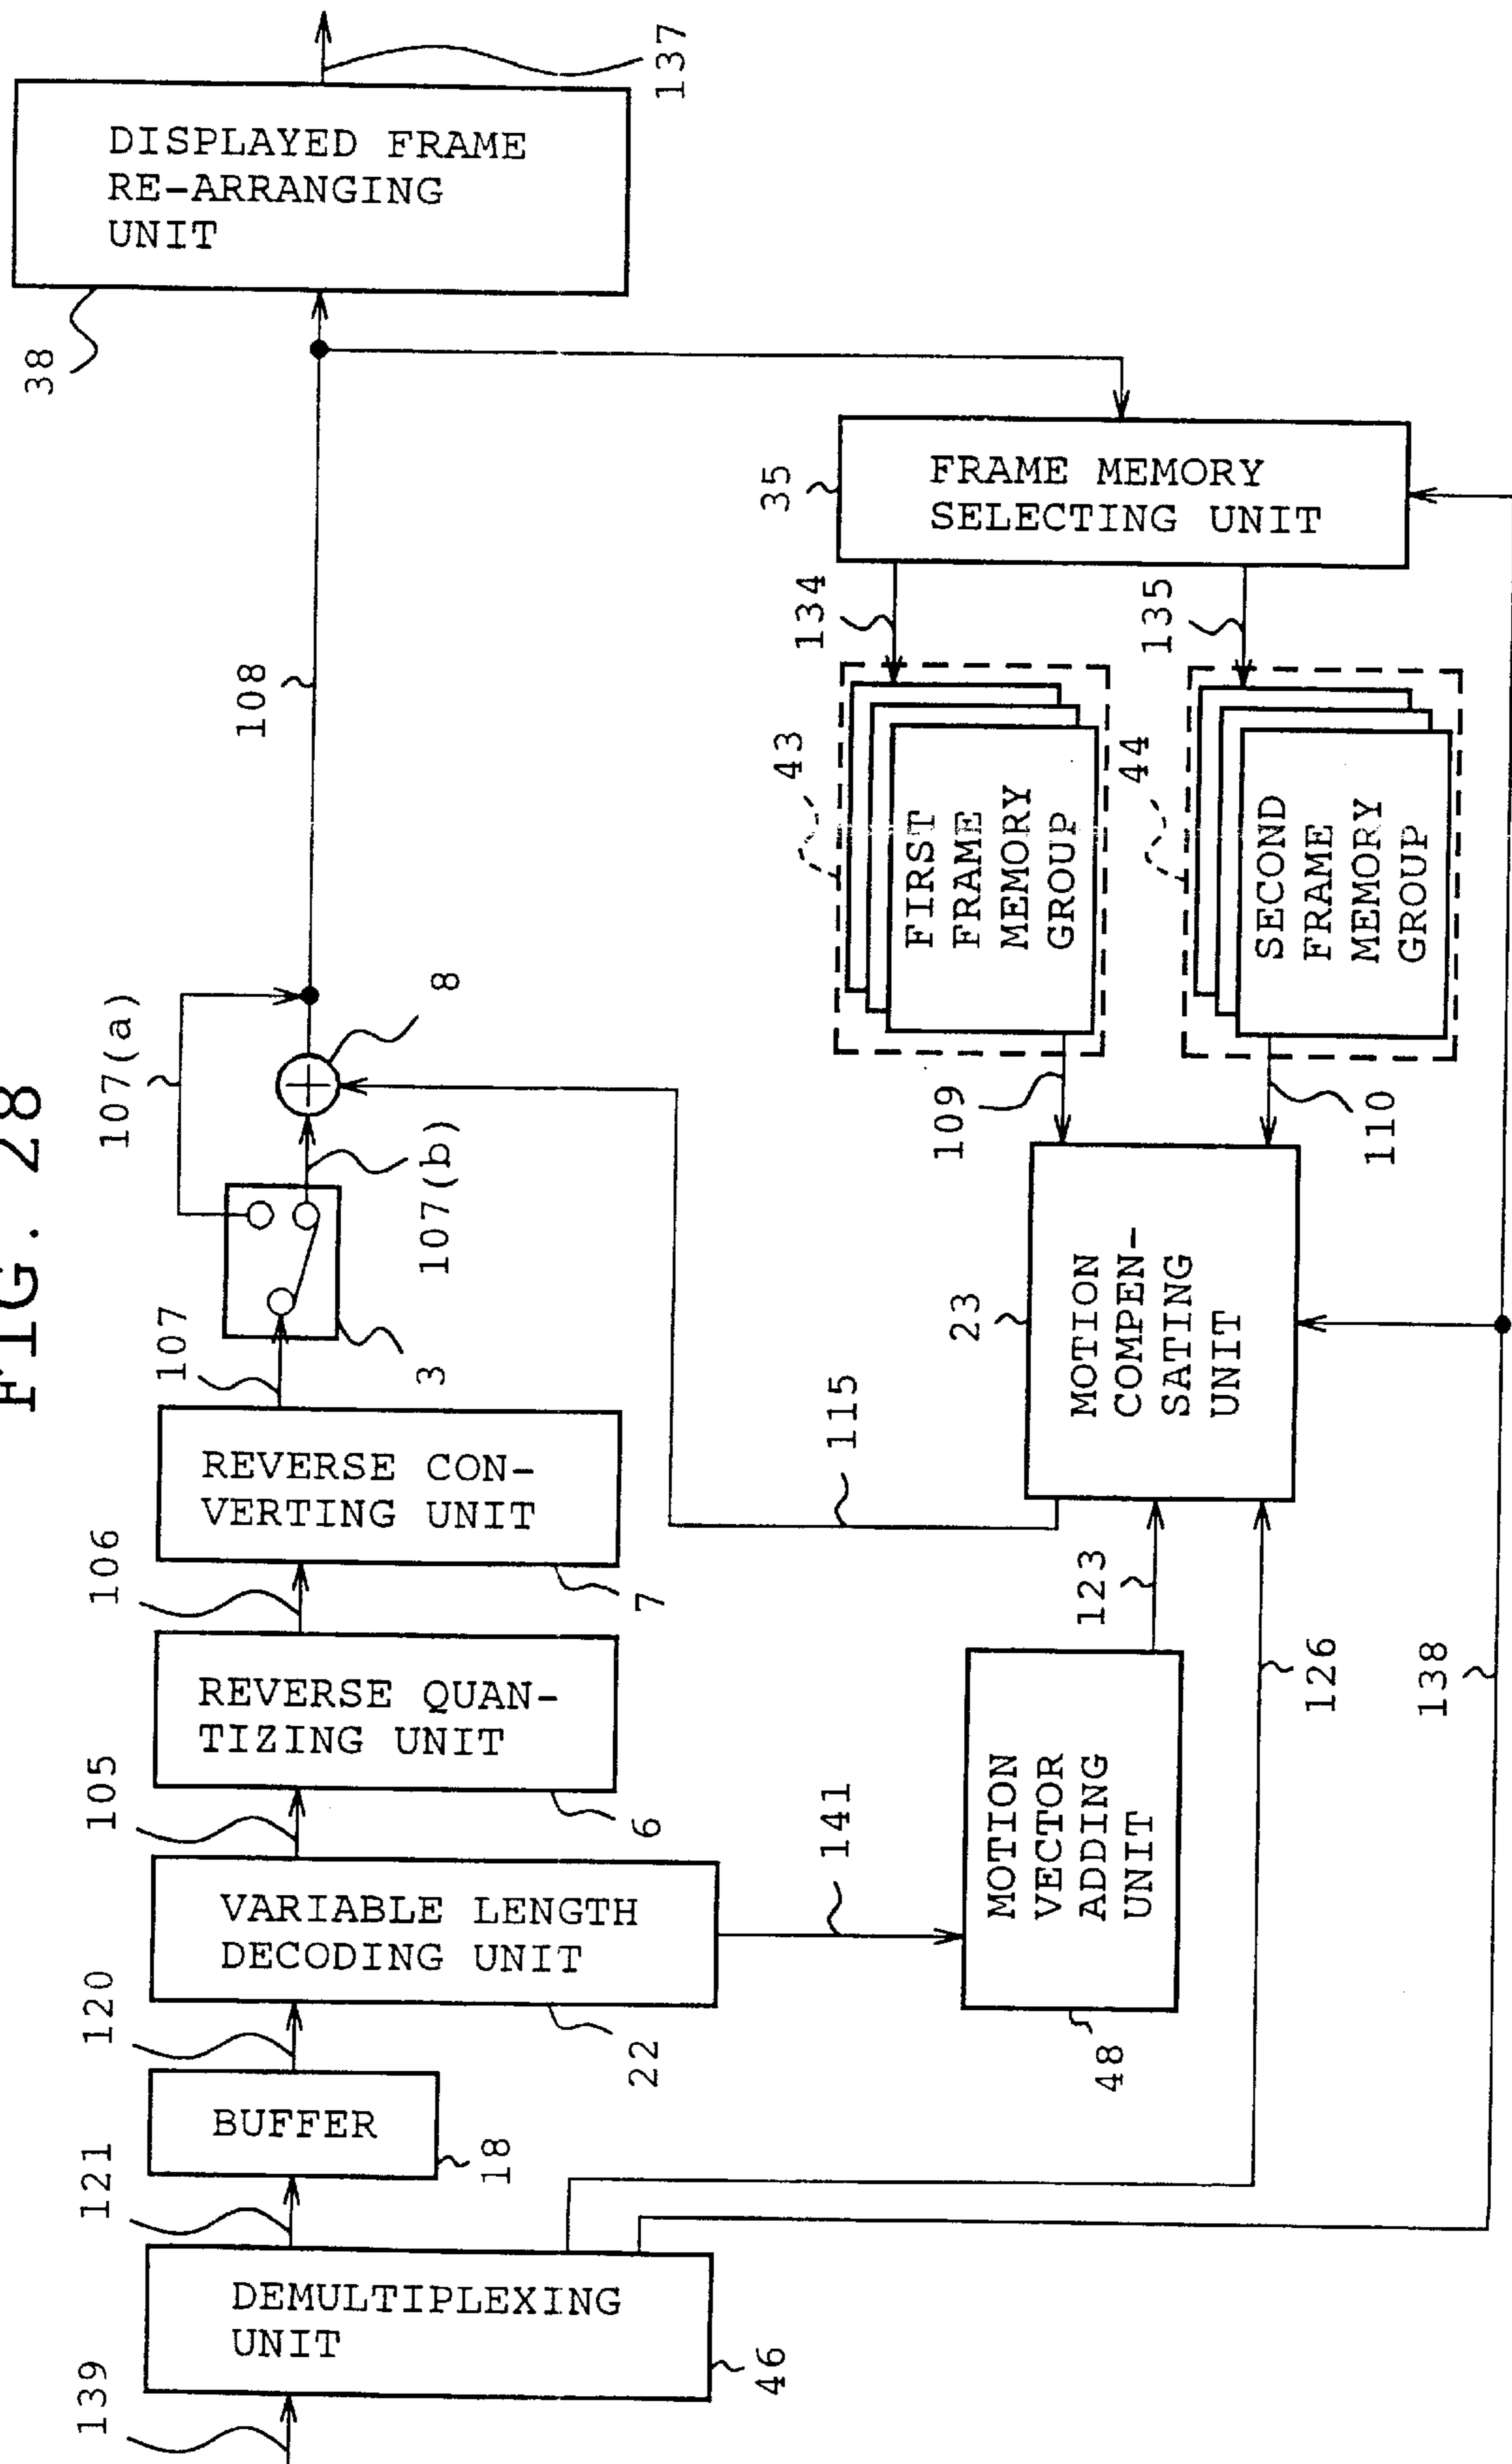 FIG. 28
139
DEMULTIPLEXING
UNIT
46
121
BUFFER
18
120
VARIABLE LENGTH
DECODING UNIT
22
105
REVERSE QUAN-
TIZING UNIT
6
106
REVERSE CON-
VERTING UNIT
7
107
3
107(a)
107(b)
8
108
DISPLAYED FRAME
RE-ARRANGING
UNIT
38
137
141
MOTION
VECTOR
ADDING
UNIT
48
123
126
138
115
MOTION
COMPEN-
SATING
UNIT
23
109
110
FIRST
FRAME
MEMORY
GROUP
43
SECOND
FRAME
MEMORY
GROUP
44
134
135
FRAME MEMORY
SELECTING UNIT
35